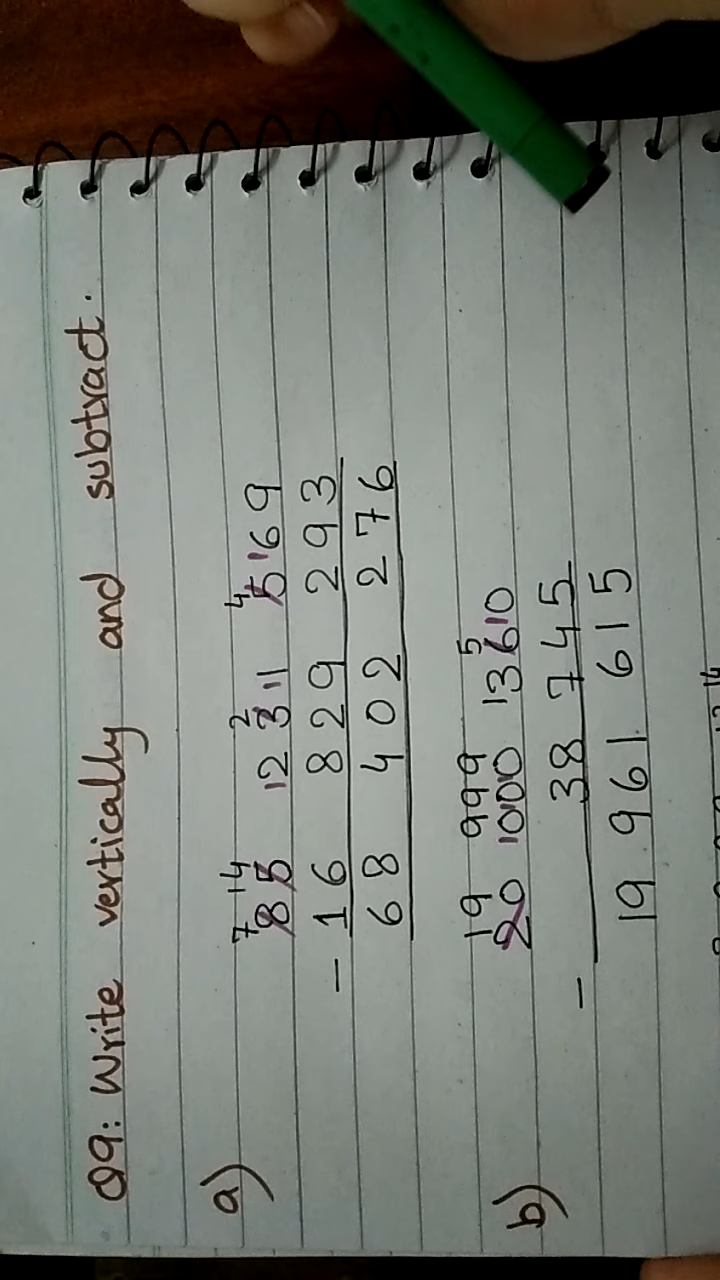 Q9: Write vertically and subtract.
a)
7 14 2 4
85 12311 5169
- 16 829 293
68 402 276
b)
19 999 5
20 1000 13610
- 38 745
19 961 615